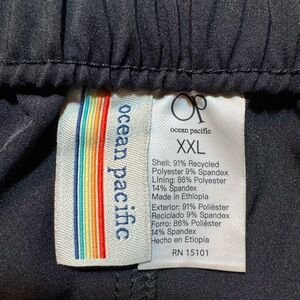 ocean pacific
OP
ocean pacific
XXL
Shell: 91% Recycled
Polyester 9% Spandex
Lining: 86% Polyester
14% Spandex
Made in Ethiopia
Exterior: 91% Poliéster
Reciclado 9% Spandex
Forro: 86% Poliester
14% Spandex
Hecho en Etiopía
RN 15101